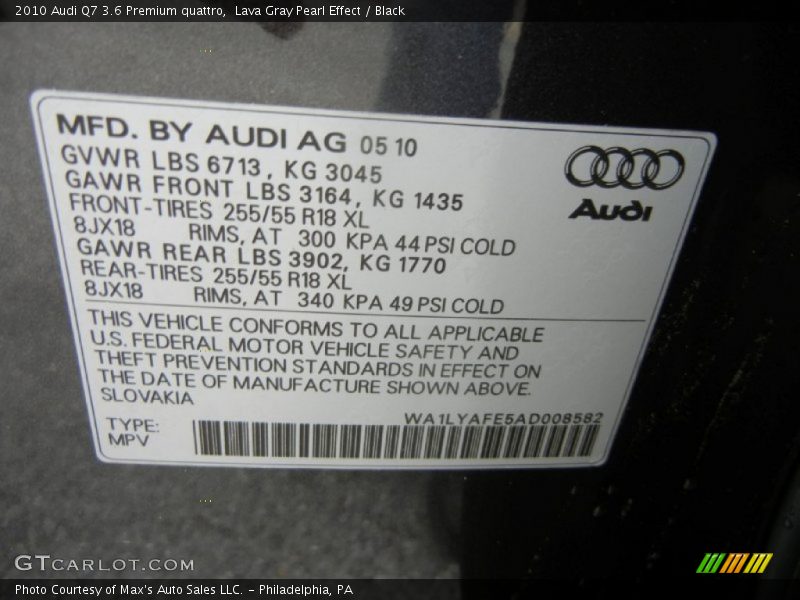 2010 Audi Q7 3.6 Premium quattro,  Lava Gray Pearl Effect / Black
MFD. BY AUDI AG 05 10
GVWR LBS 6713, KG 3045
GAWR FRONT LBS 3164, KG 1435
FRONT-TIRES 255/55 R18 XL
8JX18 RIMS, AT 300 KPA 44 PSI COLD
GAWR REAR LBS 3902, KG 1770
REAR-TIRES 255/55 R18 XL
8JX18 RIMS, AT 340 KPA 49 PSI COLD
Audi
THIS VEHICLE CONFORMS TO ALL APPLICABLE
U.S. FEDERAL MOTOR VEHICLE SAFETY AND
THEFT PREVENTION STANDARDS IN EFFECT ON
THE DATE OF MANUFACTURE SHOWN ABOVE.
SLOVAKIA
WA1LYAFE5AD008582
TYPE:
MPV
GTCARLOT.COM
Photo Courtesy of Max's Auto Sales LLC. - Philadelphia, PA